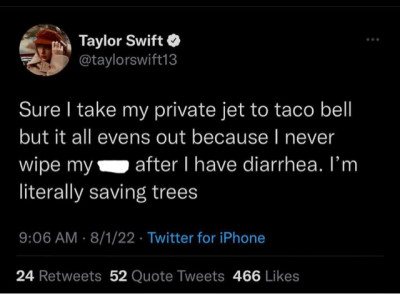 Taylor Swift
@taylorswift13
Sure I take my private jet to taco bell
but it all evens out because I never
wipe my after I have diarrhea. I'm
literally saving trees
9:06 AM · 8/1/22 · Twitter for iPhone
24 Retweets 52 Quote Tweets 466 Likes